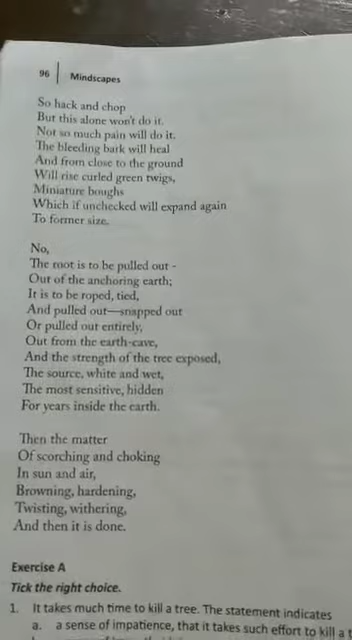 96 | Mindscapes
So hack and chop
But this alone won't do it.
Not so much pain will do it.
The bleeding bark will heal
And from close to the ground
Will rise curled green twigs,
Miniature boughs
Which if unchecked will expand again
To former size.
No,
The root is to be pulled out -
Out of the anchoring earth;
It is to be roped, tied,
And pulled out—snapped out
Or pulled out entirely,
Out from the earth-cave,
And the strength of the tree exposed,
The source, white and wet,
The most sensitive, hidden
For years inside the earth.
Then the matter
Of scorching and choking
In sun and air,
Browning, hardening,
Twisting, withering,
And then it is done.
Exercise A
Tick the right choice.
1. It takes much time to kill a tree. The statement indicates
a. a sense of impatience, that it takes such effort to kill a